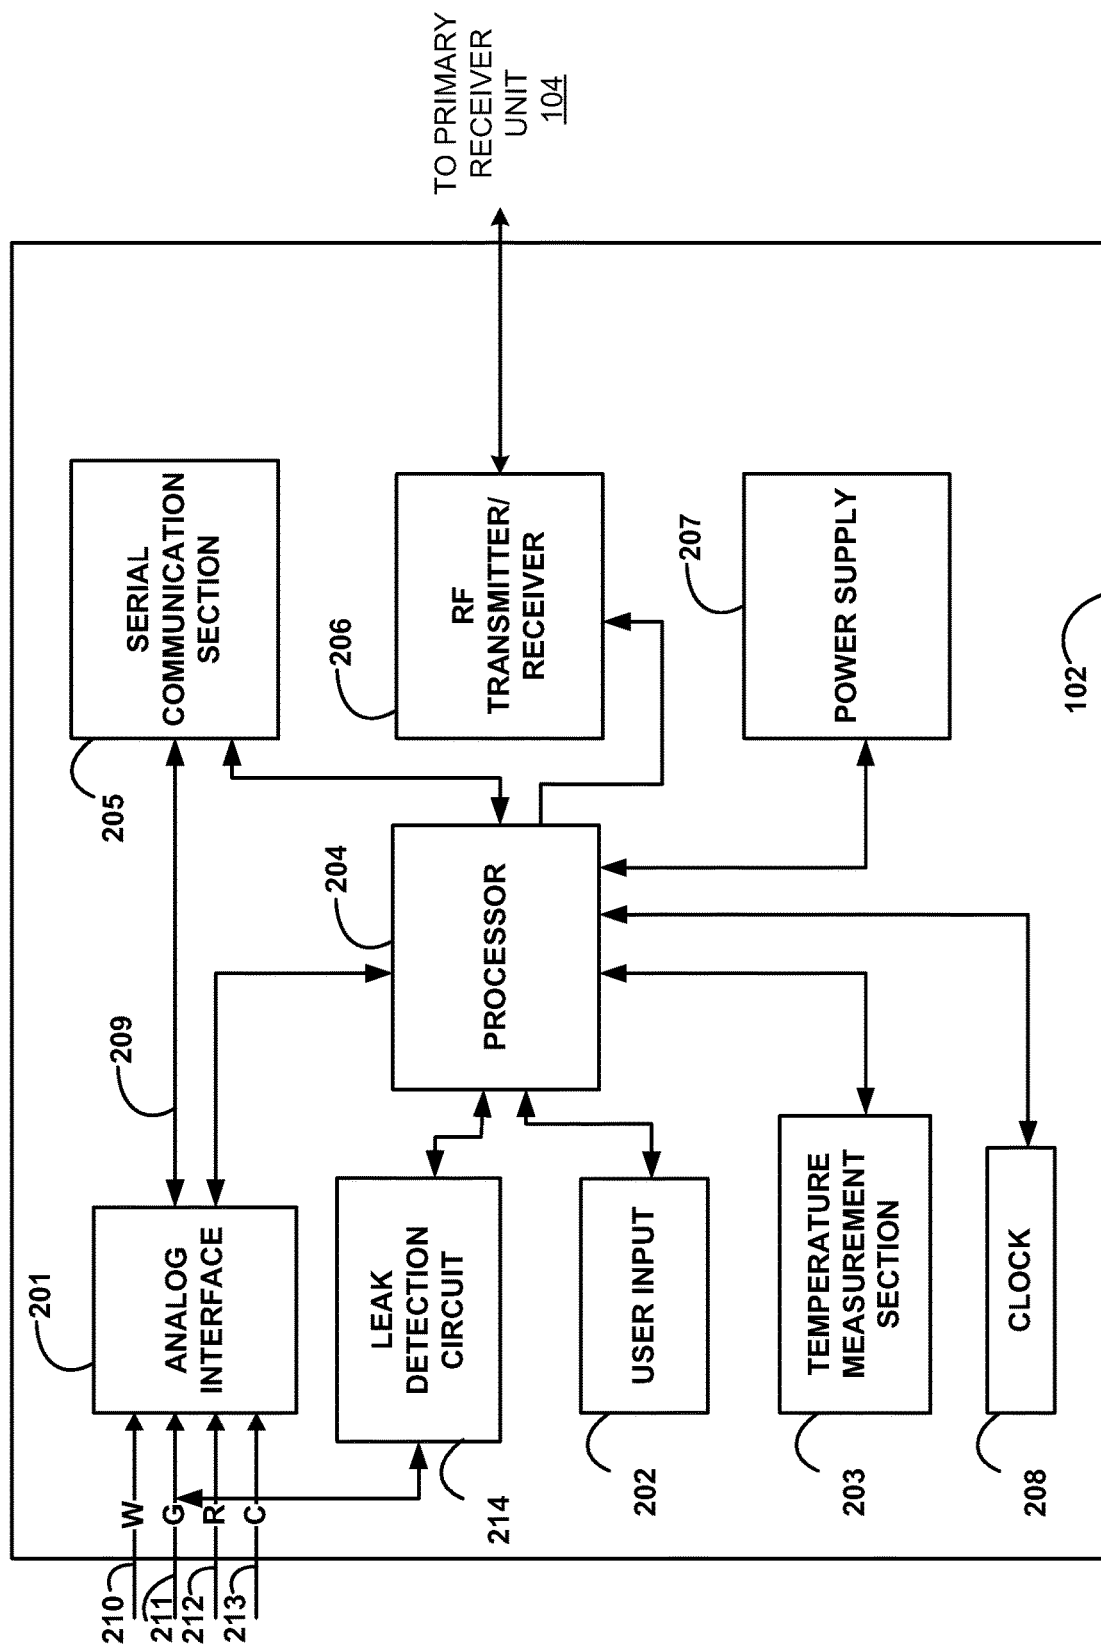 201
ANALOG
INTERFACE
210
W
211
G
212
R
213
C
209
205
SERIAL
COMMUNICATION
SECTION
214
LEAK
DETECTION
CIRCUIT
204
PROCESSOR
206
RF
TRANSMITTER/
RECEIVER
TO PRIMARY
RECEIVER
UNIT
104
202
USER INPUT
203
TEMPERATURE
MEASUREMENT
SECTION
207
POWER SUPPLY
208
CLOCK
102